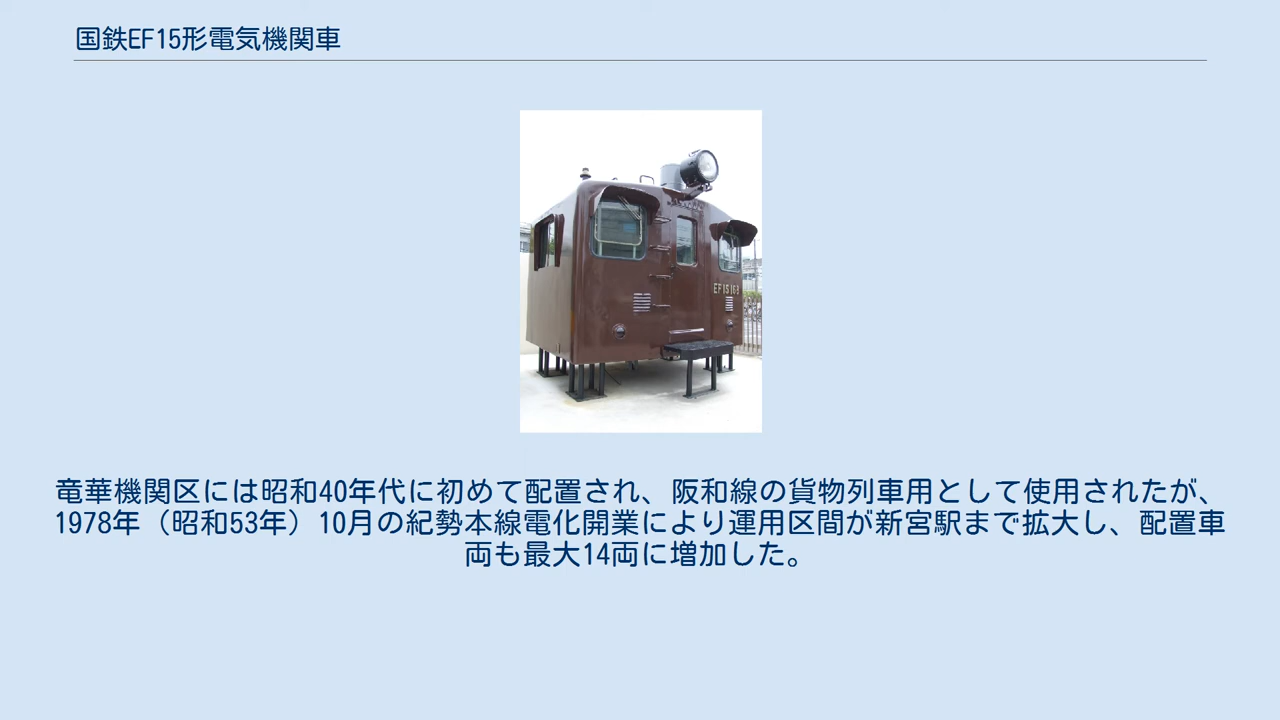 国鉄EF15形電気機関車
EF15 168
竜華機関区には昭和40年代に初めて配置され、阪和線の貨物列車用として使用されたが、
1978年（昭和53年）10月の紀勢本線電化開業により運用区間が新宮駅まで拡大し、配置車
両も最大14両に増加した。